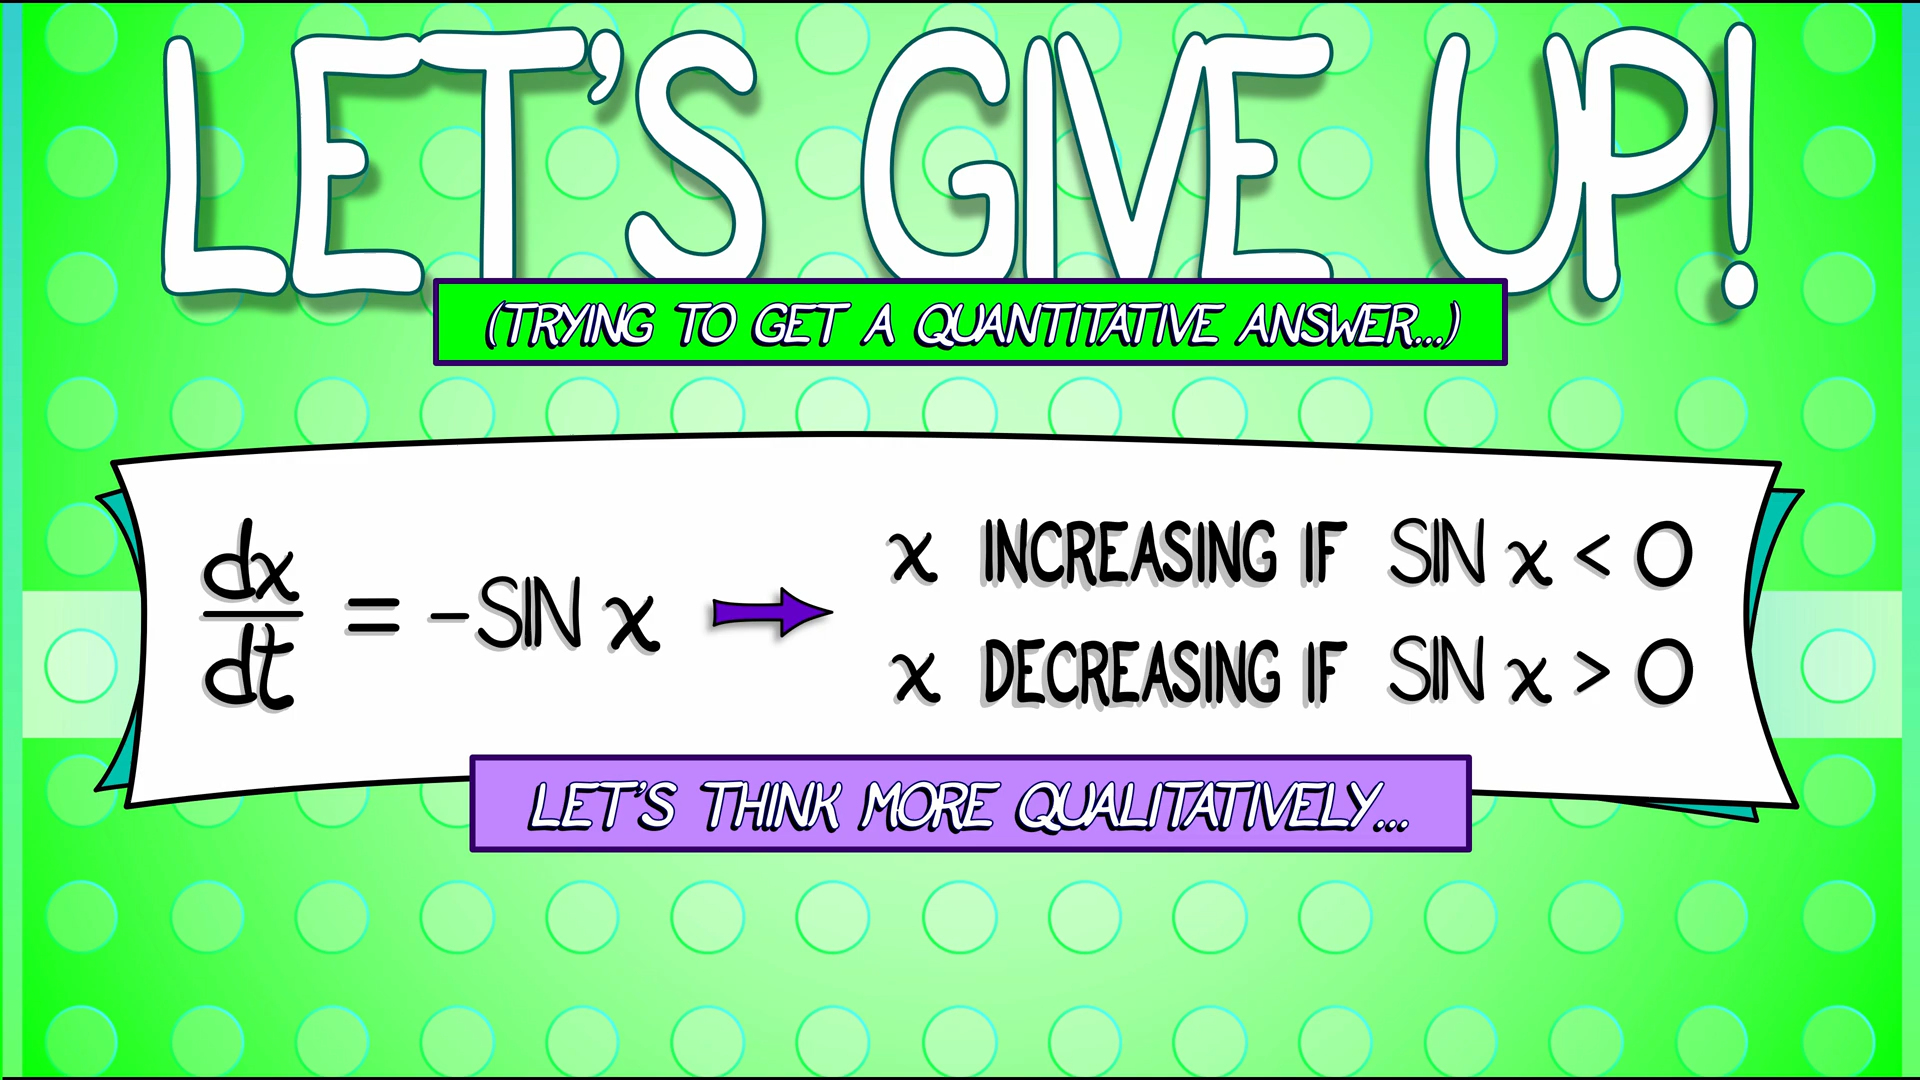 LET'S GIVE UP!
(TRYING TO GET A QUANTITATIVE ANSWER...)
dx/dt = -SIN x → x INCREASING IF SIN x < 0
x DECREASING IF SIN x > 0
LET'S THINK MORE QUALITATIVELY...